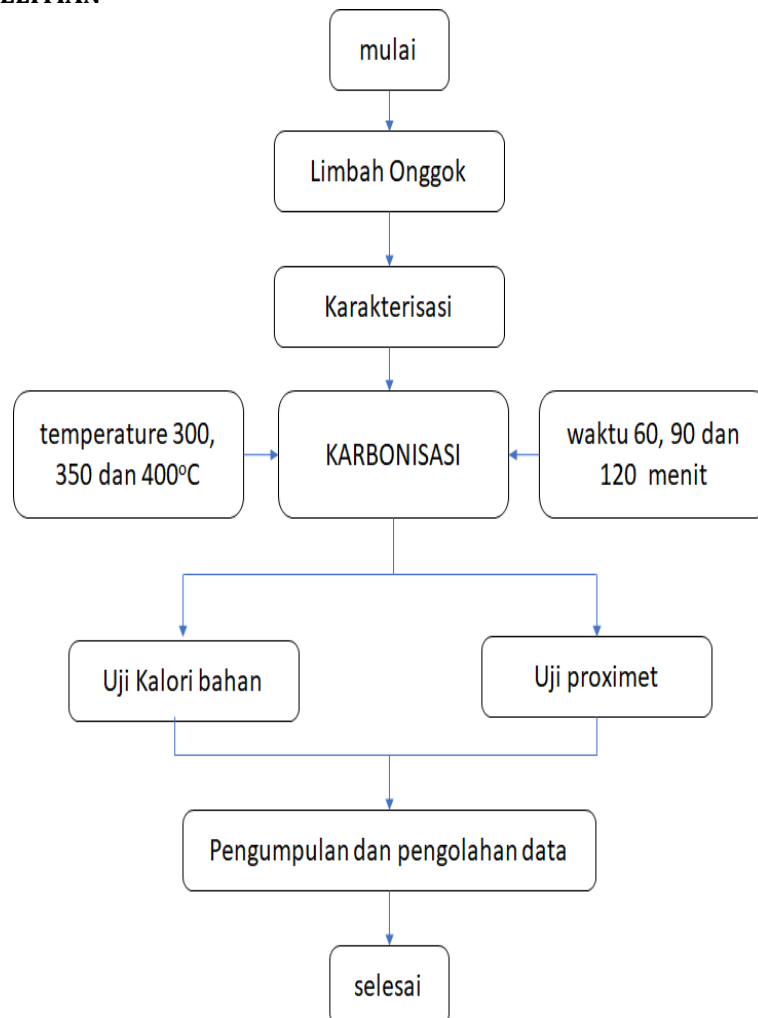 mulai
Limbah Onggok
Karakterisasi
temperature 300,
350 dan 400°C
KARBONISASI
waktu 60, 90 dan
120 menit
Uji Kalori bahan
Uji proximet
Pengumpulan dan pengolahan data
selesai